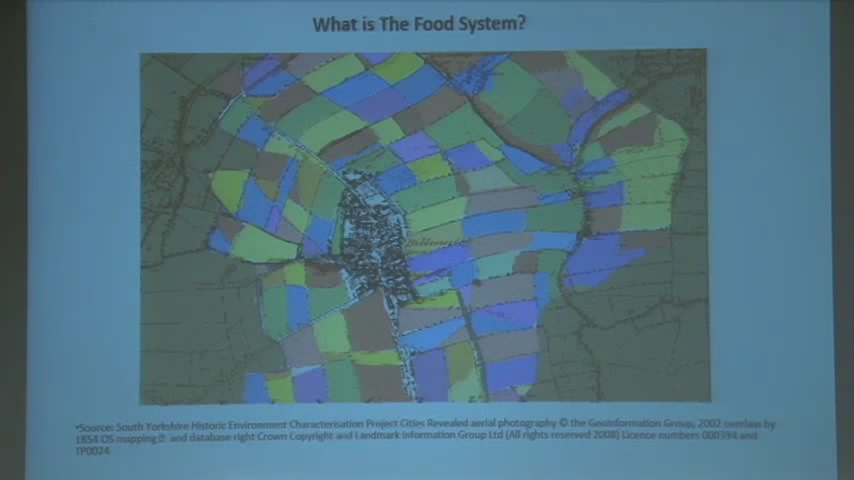 What is The Food System?
•Source: South Yorkshire Historic Environment Characterisation Project Cities Revealed aerial photography © the GeoInformation Group, 2002 overlain by
1854 OS mapping and database right Crown Copyright and Landmark Information Group Ltd (All rights reserved 2008) Licence numbers 000394 and
TP0024